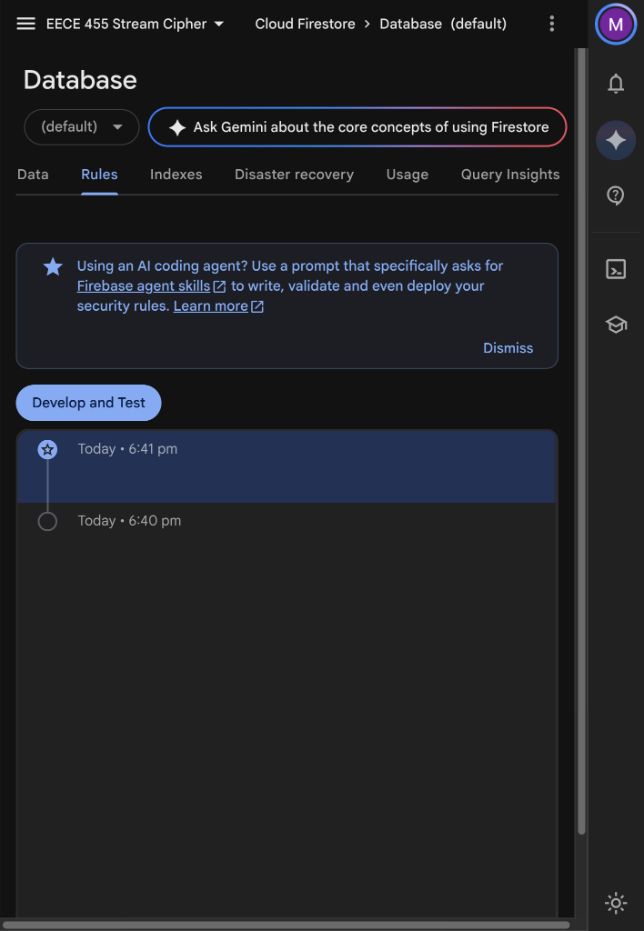 EECE 455 Stream Cipher
Cloud Firestore > Database (default)
M
Database
(default)
Ask Gemini about the core concepts of using Firestore
Data
Rules
Indexes
Disaster recovery
Usage
Query Insights
Using an AI coding agent? Use a prompt that specifically asks for
Firebase agent skills to write, validate and even deploy your
security rules. Learn more
Dismiss
Develop and Test
Today • 6:41 pm
Today • 6:40 pm